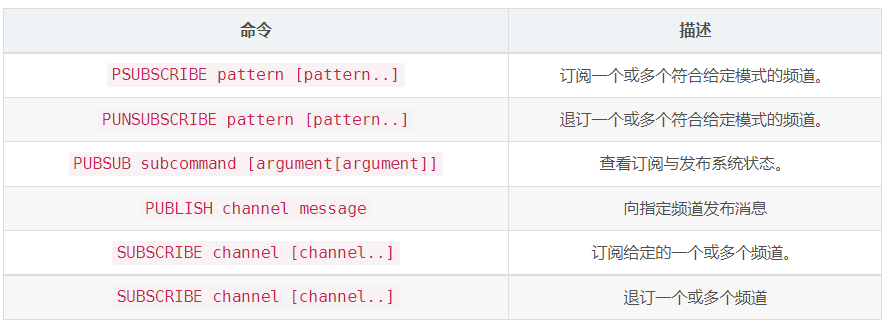 命令 描述
PSUBSCRIBE pattern [pattern..] 订阅一个或多个符合给定模式的频道。
PUNSUBSCRIBE pattern [pattern..] 退订一个或多个符合给定模式的频道。
PUBSUB subcommand [argument[argument]] 查看订阅与发布系统状态。
PUBLISH channel message 向指定频道发布消息
SUBSCRIBE channel [channel..] 订阅给定的一个或多个频道。
SUBSCRIBE channel [channel..] 退订一个或多个频道